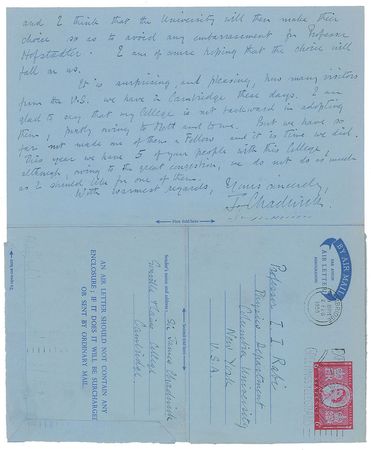 and I think that the University will then make their
choice so as to avoid any embarrassment for Professor
Hofstadter. I am of course hoping that the choice will
fall on us.
It is surprising, and pleasing, how many visitors
from the U.S. we have in Cambridge these days. I am
glad to say that my College is not backward in adopting
them, partly owing to Mott and to me. But we have so
far not made one of them a Fellow and it is time we did.
This year we have 5 of your people with this College,
although, owing to the great congestion, we do not do as much
as I should like for one of them.
With warmest regards,
Yours sincerely,
J. Chadwick
First fold here
Sender's name and address
Sir James Chadwick
Gonville & Caius College
Cambridge
AN AIR LETTER SHOULD NOT CONTAIN ANY
ENCLOSURE; IF IT DOES IT WILL BE SURCHARGED
OR SENT BY ORDINARY MAIL.
BY AIR MAIL
AIR LETTER
PAR AVION
AEROGRAMME
Professor I. I. Rabi
Physics Department
Columbia University
New York
U.S.A.